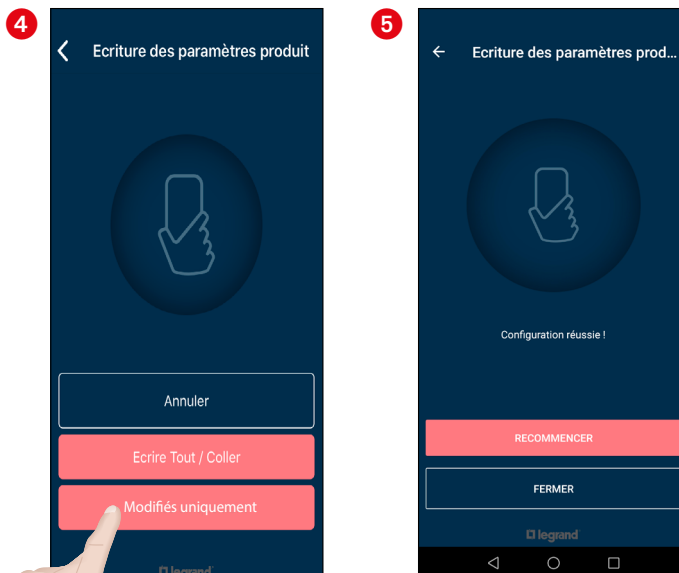 4
Ecriture des paramètres produit
Annuler
Ecrire Tout / Coller
Modifiés uniquement
legrand
5
Ecriture des paramètres prod...
Configuration réussie !
RECOMMENCER
FERMER
legrand